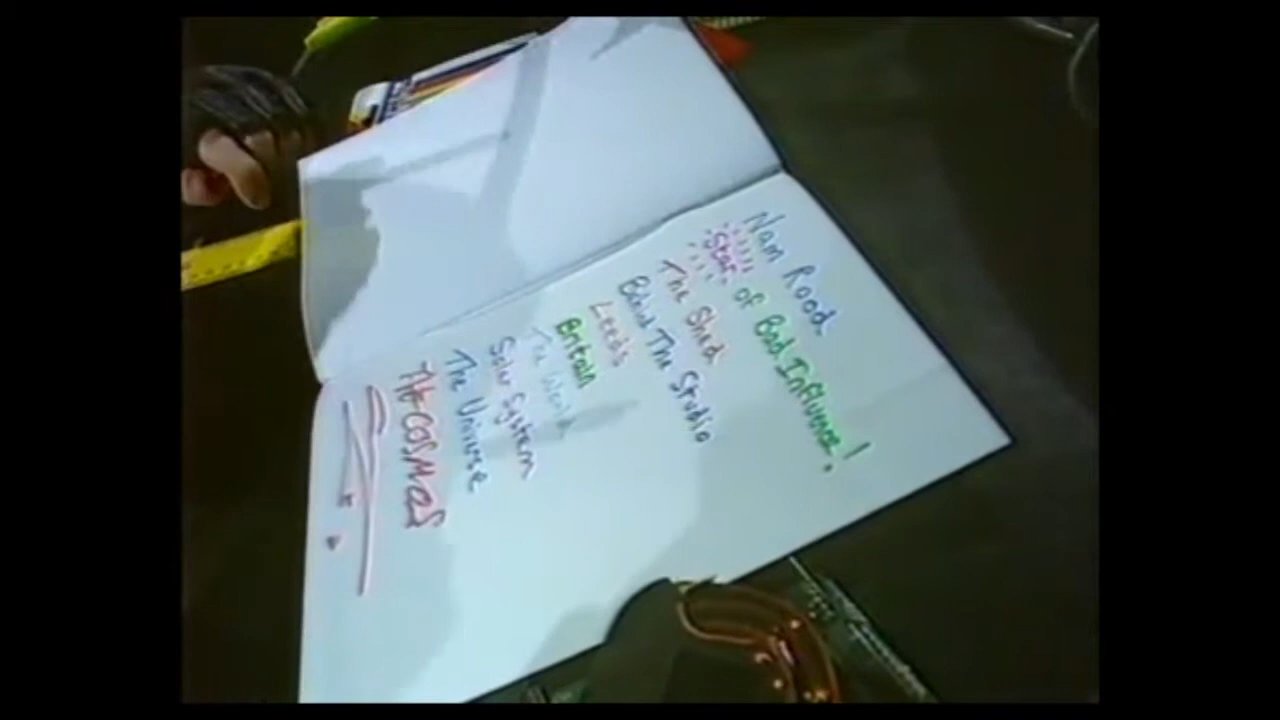 Nam Rood
Star of Bad Influence!
The Shed
Behind The Studio
Leeds
Britain
The World
Solar System
The Universe
THE COSMOS